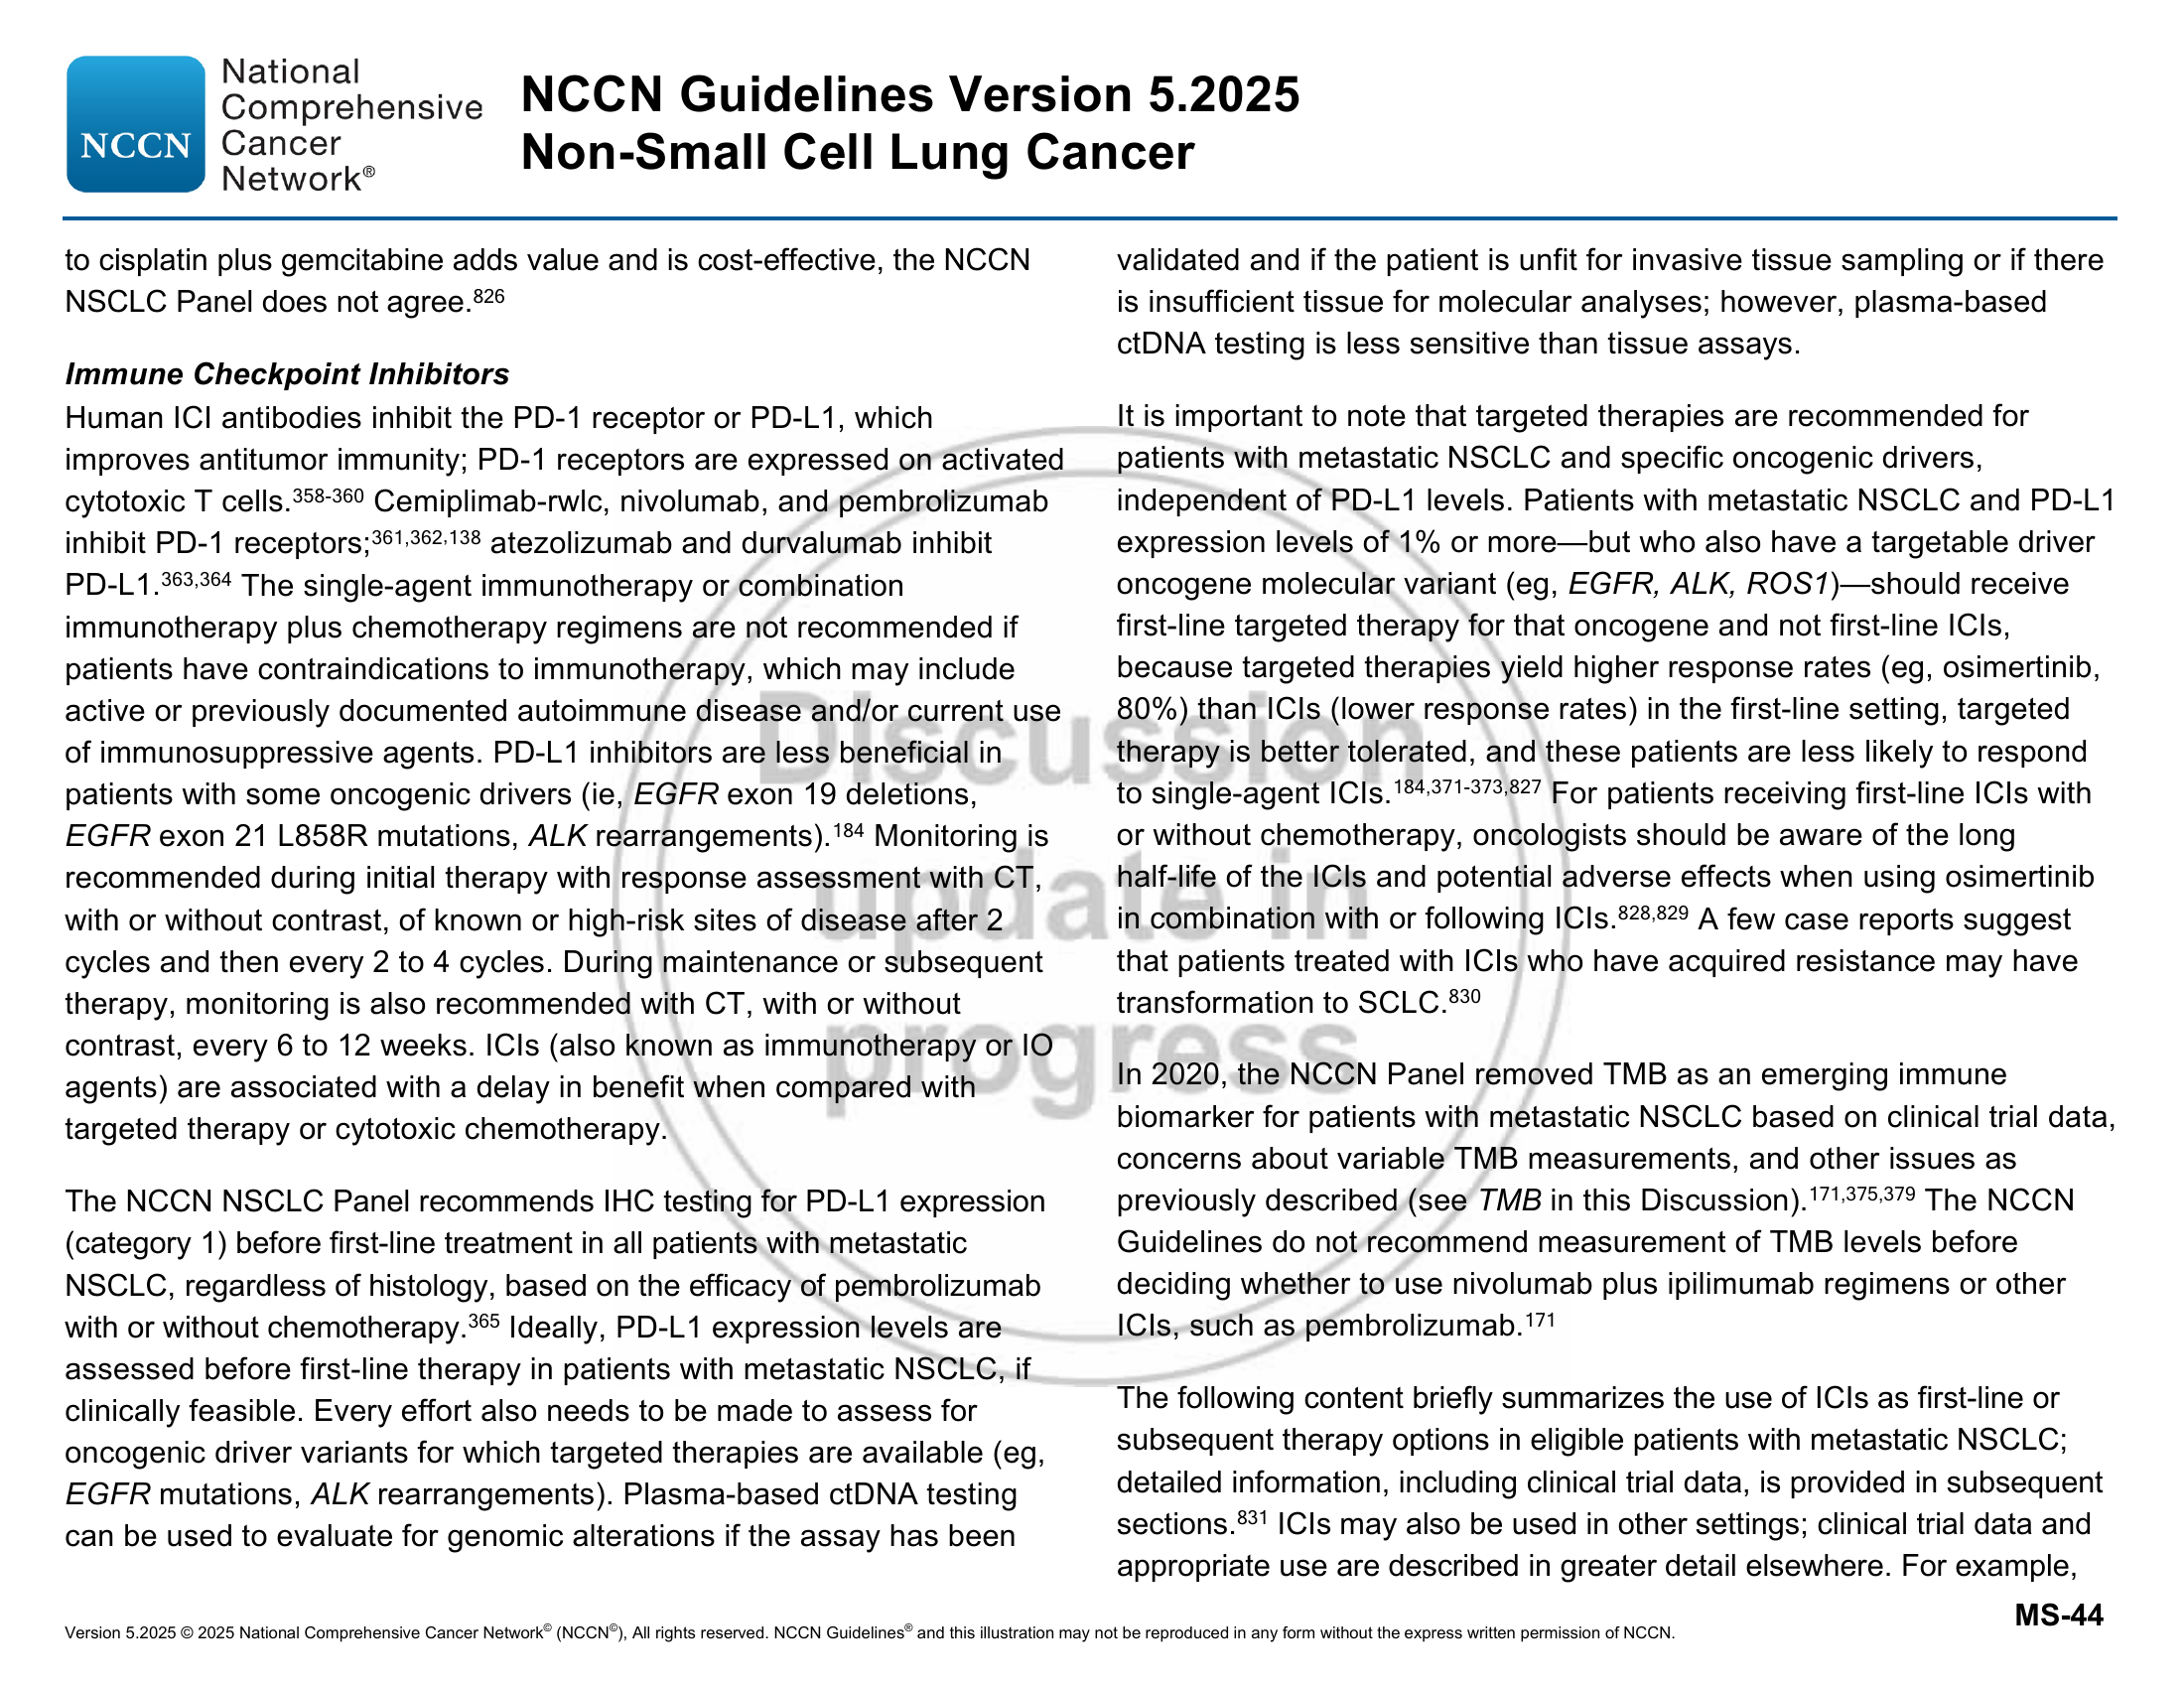 NCCN
National
Comprehensive
Cancer
Network®
NCCN Guidelines Version 5.2025
Non-Small Cell Lung Cancer
to cisplatin plus gemcitabine adds value and is cost-effective, the NCCN
NSCLC Panel does not agree.826
Immune Checkpoint Inhibitors
Human ICI antibodies inhibit the PD-1 receptor or PD-L1, which
improves antitumor immunity; PD-1 receptors are expressed on activated
cytotoxic T cells.358-360 Cemiplimab-rwlc, nivolumab, and pembrolizumab
inhibit PD-1 receptors;361,362,138 atezolizumab and durvalumab inhibit
PD-L1.363,364 The single-agent immunotherapy or combination
immunotherapy plus chemotherapy regimens are not recommended if
patients have contraindications to immunotherapy, which may include
active or previously documented autoimmune disease and/or current use
of immunosuppressive agents. PD-L1 inhibitors are less beneficial in
patients with some oncogenic drivers (ie, EGFR exon 19 deletions,
EGFR exon 21 L858R mutations, ALK rearrangements).184 Monitoring is
recommended during initial therapy with response assessment with CT,
with or without contrast, of known or high-risk sites of disease after 2
cycles and then every 2 to 4 cycles. During maintenance or subsequent
therapy, monitoring is also recommended with CT, with or without
contrast, every 6 to 12 weeks. ICIs (also known as immunotherapy or IO
agents) are associated with a delay in benefit when compared with
targeted therapy or cytotoxic chemotherapy.
The NCCN NSCLC Panel recommends IHC testing for PD-L1 expression
(category 1) before first-line treatment in all patients with metastatic
NSCLC, regardless of histology, based on the efficacy of pembrolizumab
with or without chemotherapy.365 Ideally, PD-L1 expression levels are
assessed before first-line therapy in patients with metastatic NSCLC, if
clinically feasible. Every effort also needs to be made to assess for
oncogenic driver variants for which targeted therapies are available (eg,
EGFR mutations, ALK rearrangements). Plasma-based ctDNA testing
can be used to evaluate for genomic alterations if the assay has been
validated and if the patient is unfit for invasive tissue sampling or if there
is insufficient tissue for molecular analyses; however, plasma-based
ctDNA testing is less sensitive than tissue assays.
It is important to note that targeted therapies are recommended for
patients with metastatic NSCLC and specific oncogenic drivers,
independent of PD-L1 levels. Patients with metastatic NSCLC and PD-L1
expression levels of 1% or more—but who also have a targetable driver
oncogene molecular variant (eg, EGFR, ALK, ROS1)—should receive
first-line targeted therapy for that oncogene and not first-line ICIs,
because targeted therapies yield higher response rates (eg, osimertinib,
80%) than ICIs (lower response rates) in the first-line setting, targeted
therapy is better tolerated, and these patients are less likely to respond
to single-agent ICIs.184,371-373,827 For patients receiving first-line ICIs with
or without chemotherapy, oncologists should be aware of the long
half-life of the ICIs and potential adverse effects when using osimertinib
in combination with or following ICIs.828,829 A few case reports suggest
that patients treated with ICIs who have acquired resistance may have
transformation to SCLC.830
In 2020, the NCCN Panel removed TMB as an emerging immune
biomarker for patients with metastatic NSCLC based on clinical trial data,
concerns about variable TMB measurements, and other issues as
previously described (see TMB in this Discussion).171,375,379 The NCCN
Guidelines do not recommend measurement of TMB levels before
deciding whether to use nivolumab plus ipilimumab regimens or other
ICIs, such as pembrolizumab.171
The following content briefly summarizes the use of ICIs as first-line or
subsequent therapy options in eligible patients with metastatic NSCLC;
detailed information, including clinical trial data, is provided in subsequent
sections.831 ICIs may also be used in other settings; clinical trial data and
appropriate use are described in greater detail elsewhere. For example,
Discussion
update in
progress
MS-44
Version 5.2025 © 2025 National Comprehensive Cancer Network© (NCCN©), All rights reserved. NCCN Guidelines® and this illustration may not be reproduced in any form without the express written permission of NCCN.